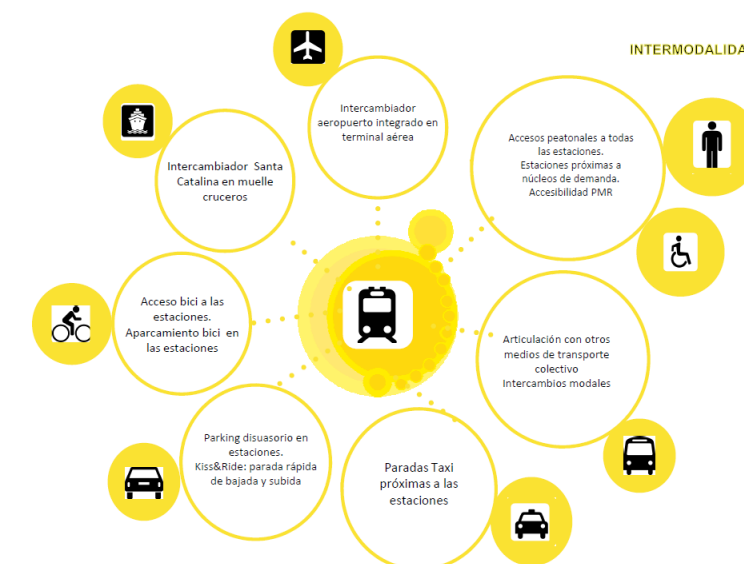 INTERMODALIDA
Intercambiador
aeropuerto integrado en
terminal aérea
Accesos peatonales a todas
las estaciones.
Estaciones próximas a
núcleos de demanda.
Accesibilidad PMR
Intercambiador Santa
Catalina en muelle
cruceros
Acceso bici a las
estaciones.
Aparcamiento bici en
las estaciones
Articulación con otros
medios de transporte
colectivo
Intercambios modales
Parking disuasorio en
estaciones.
Kiss&Ride: parada rápida
de bajada y subida
Paradas Taxi
próximas a las
estaciones